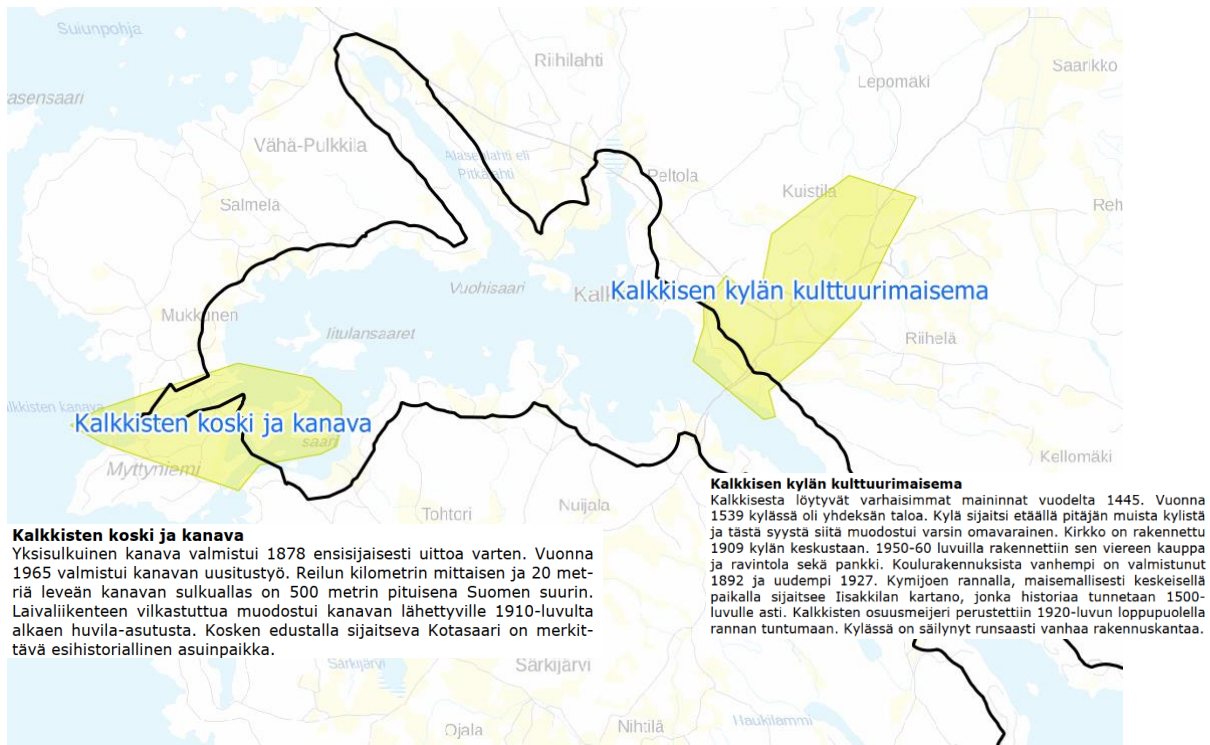 Suiunpohja
Riihilahti
Saarikko
Lepomäki
asensaari
Vähä-Pulkkila
Alasenlahti eli
Pitkälahti
Peltola
Kuistila
Salmela
Reh
Vuohisaari
Kalk
Kalkkisen kylän kulttuurimaisema
Mukkunen
Iitulansaaret
Riihelä
lkkisten kanava
Kalkkisten koski ja kanava
saari
Myttyniemi
Kellomäki
Tohtori
Nuijala
Kalkkisen kylän kulttuurimaisema
Kalkkisesta löytyvät varhaisimmat maininnat vuodelta 1445. Vuonna
1539 kylässä oli yhdeksän taloa. Kylä sijaitsi etäällä pitäjän muista kylistä
ja tästä syystä siitä muodostui varsin omavarainen. Kirkko on rakennettu
1909 kylän keskustaan. 1950-60 luvuilla rakennettiin sen viereen kauppa
ja ravintola sekä pankki. Koulurakennuksista vanhempi on valmistunut
1892 ja uudempi 1927. Kymijoen rannalla, maisemallisesti keskeisellä
paikalla sijaitsee Iisakkilan kartano, jonka historiaa tunnetaan 1500-
luvulle asti. Kalkkisten osuusmeijeri perustettiin 1920-luvun loppupuolella
rannan tuntumaan. Kylässä on säilynyt runsaasti vanhaa rakennuskantaa.
Kalkkisten koski ja kanava
Yksisulkuinen kanava valmistui 1878 ensisijaisesti uittoa varten. Vuonna
1965 valmistui kanavan uusitustyö. Reilun kilometrin mittaisen ja 20 met-
riä leveän kanavan sulkuallas on 500 metrin pituisena Suomen suurin.
Laivaliikenteen vilkastuttua muodostui kanavan lähettyville 1910-luvulta
alkaen huvila-asutusta. Kosken edustalla sijaitseva Kotasaari on merkit-
tävä esihistoriallinen asuinpaikka.
Särkijärvi
Särkijärvi
Ojala
Nihtilä
Haukilammi